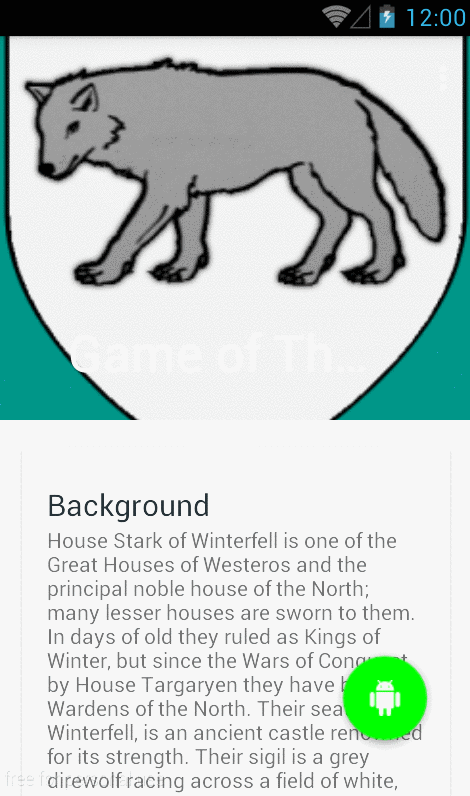 12:00
Game of Th...
Background
House Stark of Winterfell is one of the
Great Houses of Westeros and the
principal noble house of the North;
many lesser houses are sworn to them.
In days of old they ruled as Kings of
Winter, but since the Wars of Conquest
by House Targaryen they have
Wardens of the North. Their
Winterfell, is an ancient castle renowned
for its strength. Their sigil is a grey
direwolf racing across a field of white,